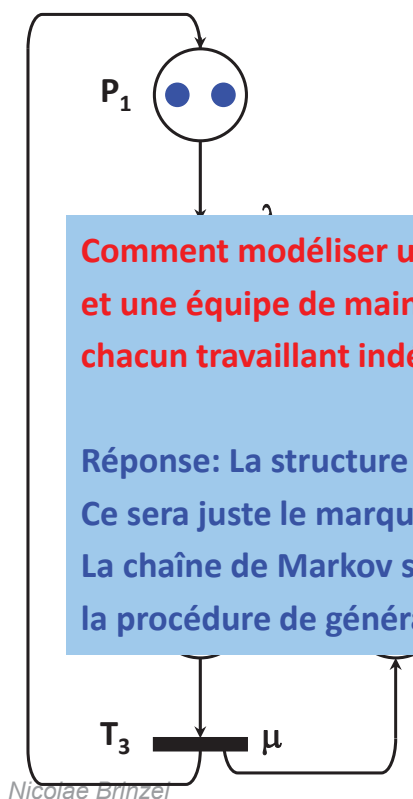 P1
Comment modéliser u
et une équipe de main
chacun travaillant indé
Réponse: La structure
Ce sera juste le marqu
La chaîne de Markov s
la procédure de généra
T3 μ
Nicolae Brinzei